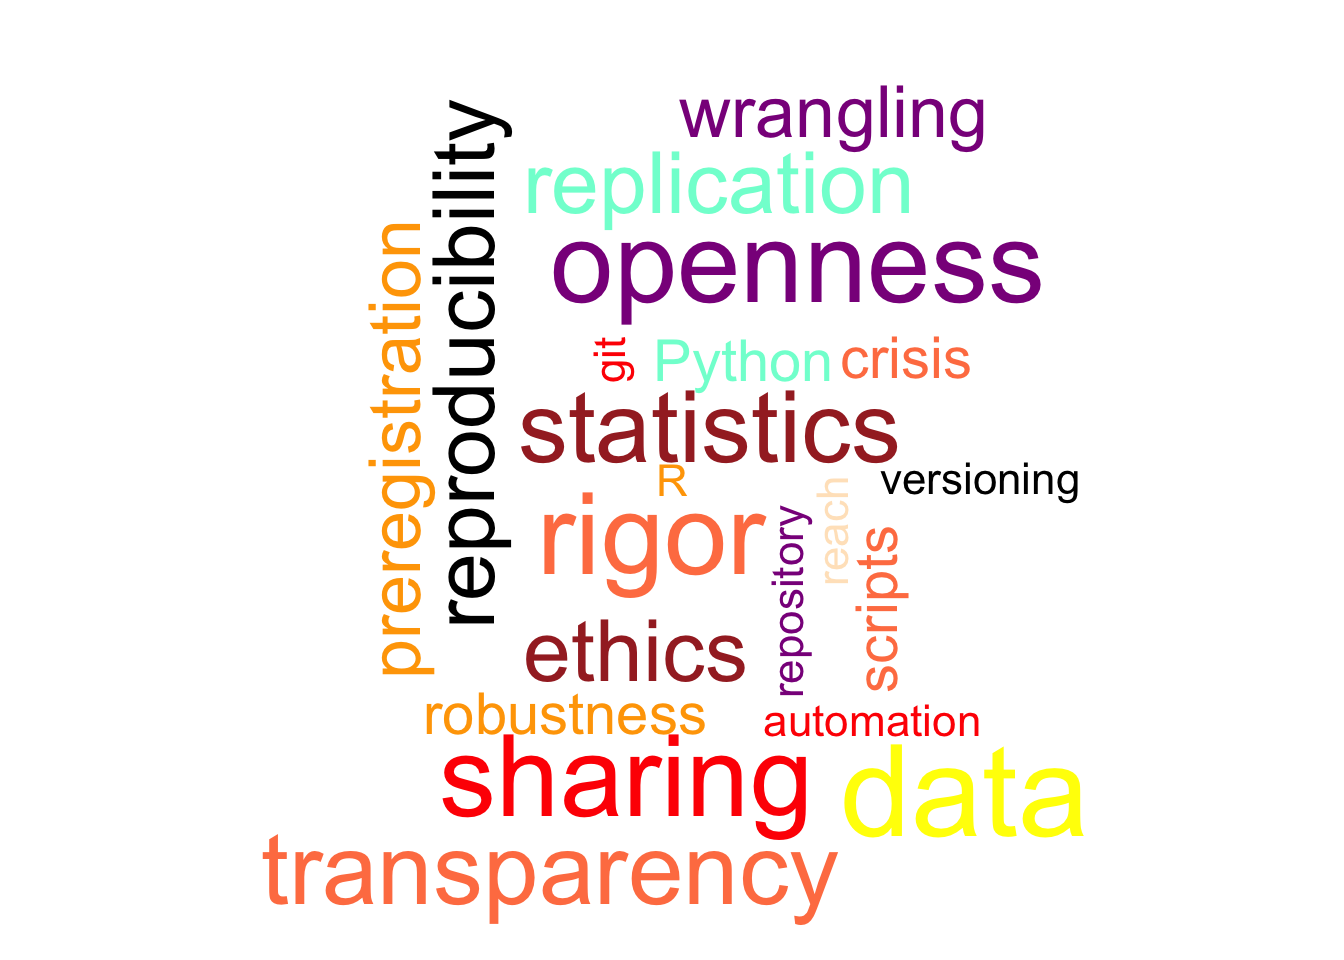 wrangling
replication
reproducibility
openness
preregistration
git
Python
crisis
statistics
R
versioning
reach
rigor
repository
scripts
ethics
robustness
automation
sharing
data
transparency